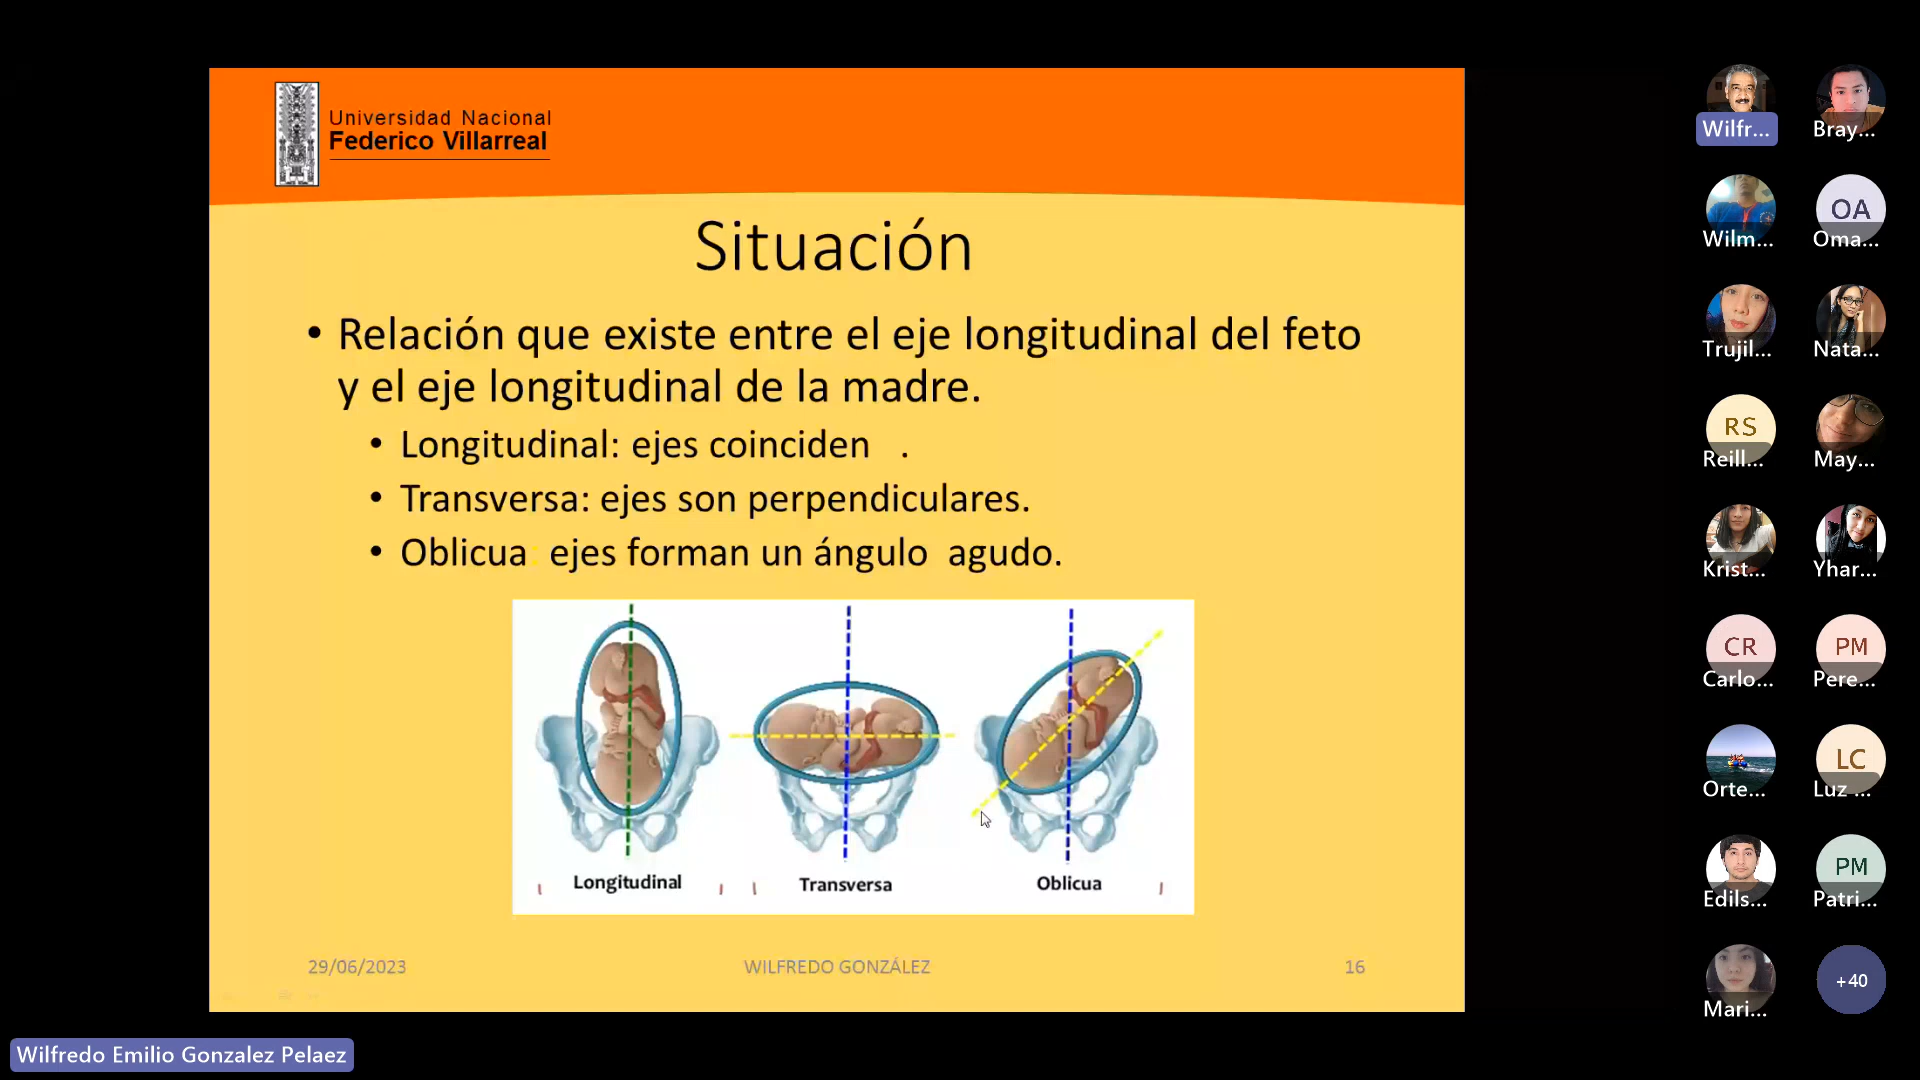 Universidad Nacional
Federico Villarreal
Situación
• Relación que existe entre el eje longitudinal del feto
y el eje longitudinal de la madre.
• Longitudinal: ejes coinciden .
• Transversa: ejes son perpendiculares.
• Oblicua: ejes forman un ángulo agudo.
Longitudinal
Transversa
Oblicua
29/06/2023
WILFREDO GONZÁLEZ
16
Wilfredo Emilio Gonzalez Pelaez
Wilfr...
Bray...
Wilm...
OA
Oma...
Trujil...
Nata...
RS
Reill...
May...
Krist...
Yhar...
CR
Carlo...
PM
Pere...
Orte...
LC
Luz ...
Edils...
PM
Patri...
Mari...
+40